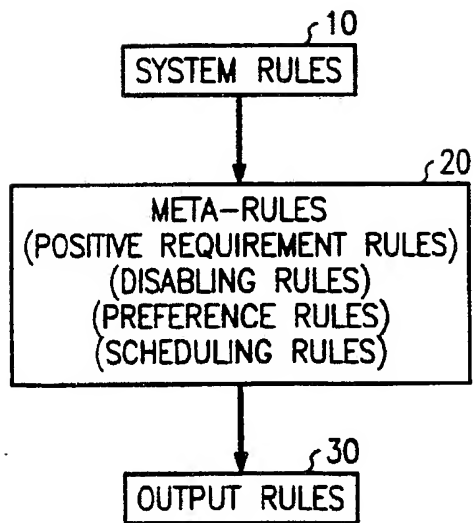 10
SYSTEM RULES
20
META-RULES
(POSITIVE REQUIREMENT RULES)
(DISABLING RULES)
(PREFERENCE RULES)
(SCHEDULING RULES)
30
OUTPUT RULES